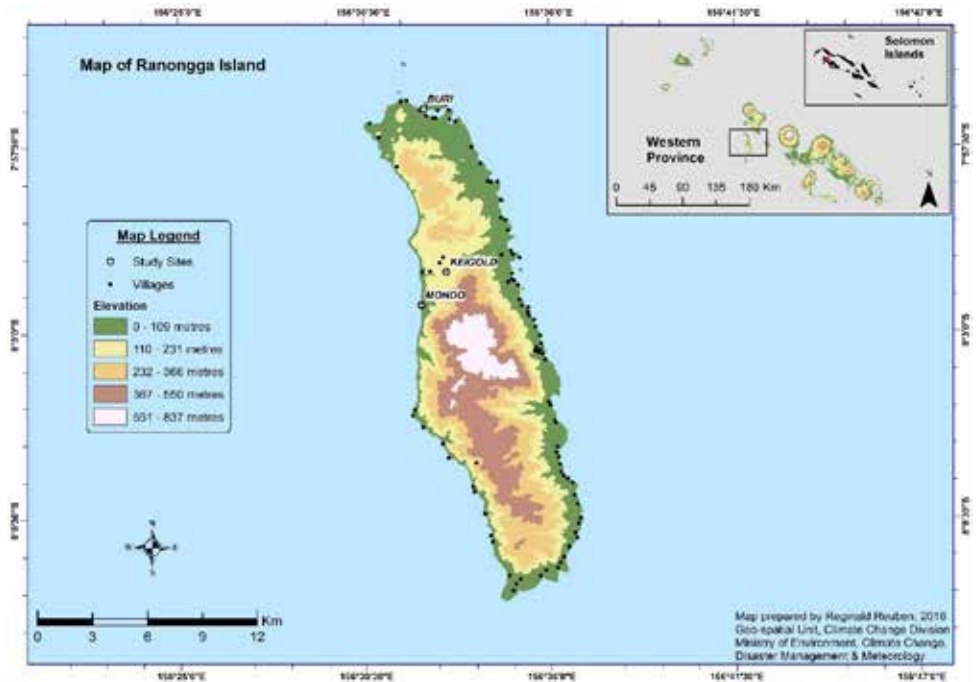 Map of Ranongga Island
BURI
KEIGOLD
MONDO
Map Legend
Study Sites
Villages
Elevation
0 - 109 metres
110 - 231 metres
232 - 366 metres
367 - 550 metres
551 - 837 metres
Solomon
Islands
Western
Province
0 45 90 135 180 Km
N
0 3 6 9 12 Km
Map prepared by Reginald Reuben, 2016
Geo-spatial Unit, Climate Change Division
Ministry of Environment, Climate Change,
Disaster Management & Meteorology